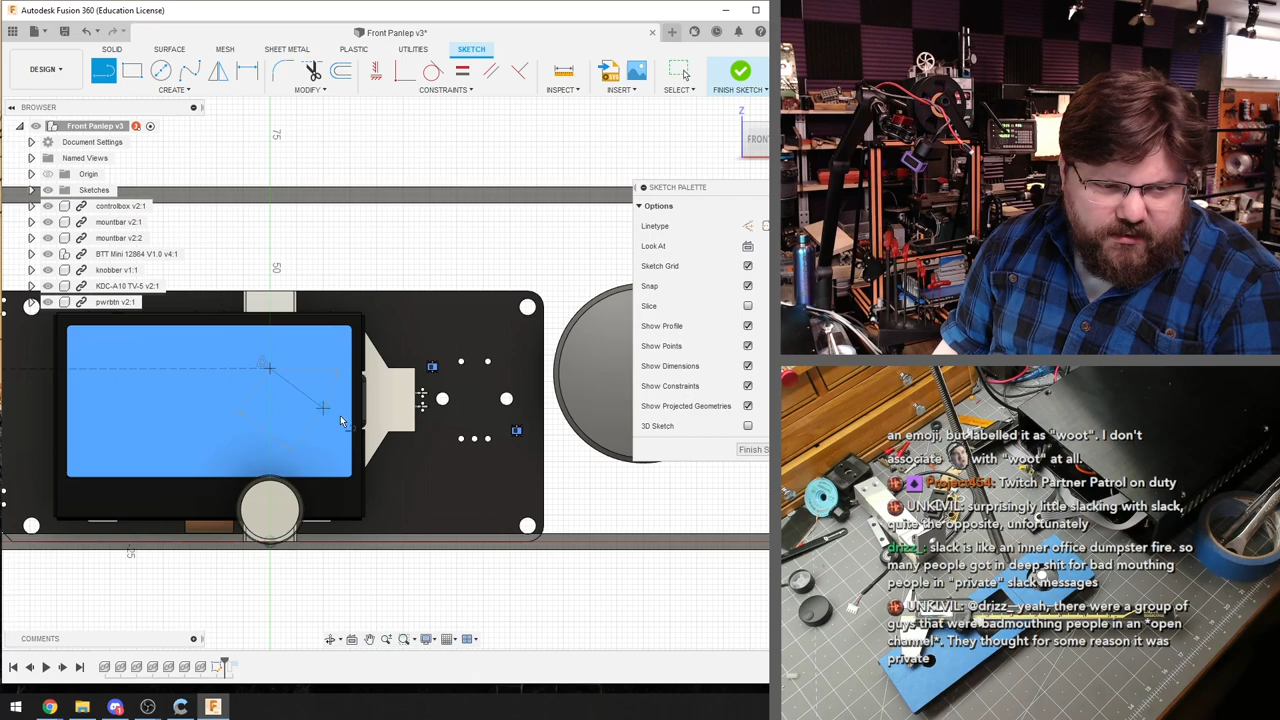 Autodesk Fusion 360 (Education License)
Front Panlep v3*
SOLID
SURFACE
MESH
SHEET METAL
PLASTIC
UTILITIES
SKETCH
DESIGN
CREATE
MODIFY
CONSTRAINTS
INSPECT
INSERT
SELECT
FINISH SKETCH
BROWSER
Front Panlep v3
Document Settings
Named Views
Origin
Sketches
controlbox v2:1
mountbar v2:1
mountbar v2:2
BTT Mini 12864 V1.0 v4:1
knobber v1:1
KDC-A10 TV-5 v2:1
pwrbtn v2:1
75
50
25
Z
FRONT
SKETCH PALETTE
Options
Linetype
Look At
Sketch Grid
Snap
Slice
Show Profile
Show Points
Show Dimensions
Show Constraints
Show Projected Geometries
3D Sketch
Finish S
COMMENTS
an emoji, but labelled it as "woot". I don't
associate with "woot" at all.
Project454: Twitch Partner Patrol on duty
UNKLVIL: surprisingly little slacking with slack,
quite the opposite, unfortunately
drizz_: slack is like an inner office dumpster fire. so
many people got in deep shit for bad mouthing
people in "private" slack messages
UNKLVIL: @drizz_ yeah, there were a group of
guys that were badmouthing people in an *open
channel*. They thought for some reason it was
private